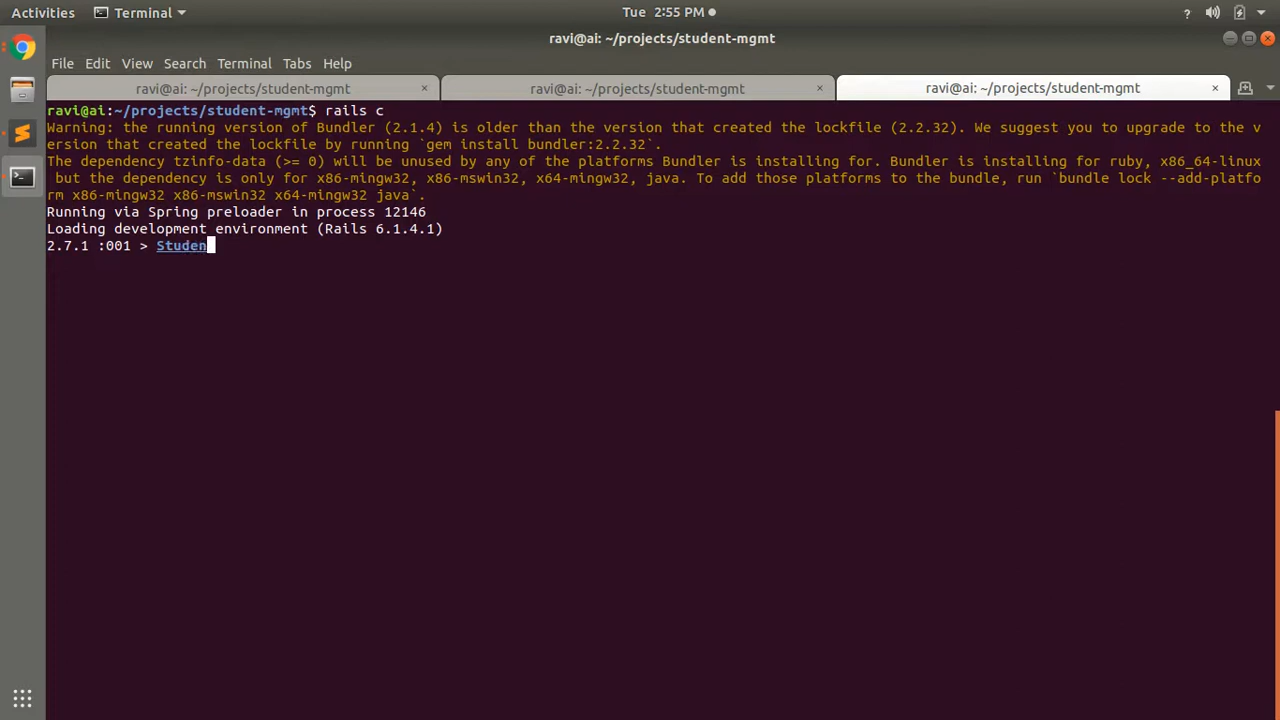 Activities Terminal Tue 2:55 PM ?
ravi@ai: ~/projects/student-mgmt
File Edit View Search Terminal Tabs Help
ravi@ai: ~/projects/student-mgmt × ravi@ai: ~/projects/student-mgmt × ravi@ai: ~/projects/student-mgmt ×
ravi@ai:~/projects/student-mgmt$ rails c
Warning: the running version of Bundler (2.1.4) is older than the version that created the lockfile (2.2.32). We suggest you to upgrade to the v
ersion that created the lockfile by running `gem install bundler:2.2.32`.
The dependency tzinfo-data (>= 0) will be unused by any of the platforms Bundler is installing for. Bundler is installing for ruby, x86_64-linux
 but the dependency is only for x86-mingw32, x86-mswin32, x64-mingw32, java. To add those platforms to the bundle, run `bundle lock --add-platfo
rm x86-mingw32 x86-mswin32 x64-mingw32 java`.
Running via Spring preloader in process 12146
Loading development environment (Rails 6.1.4.1)
2.7.1 :001 > Studen